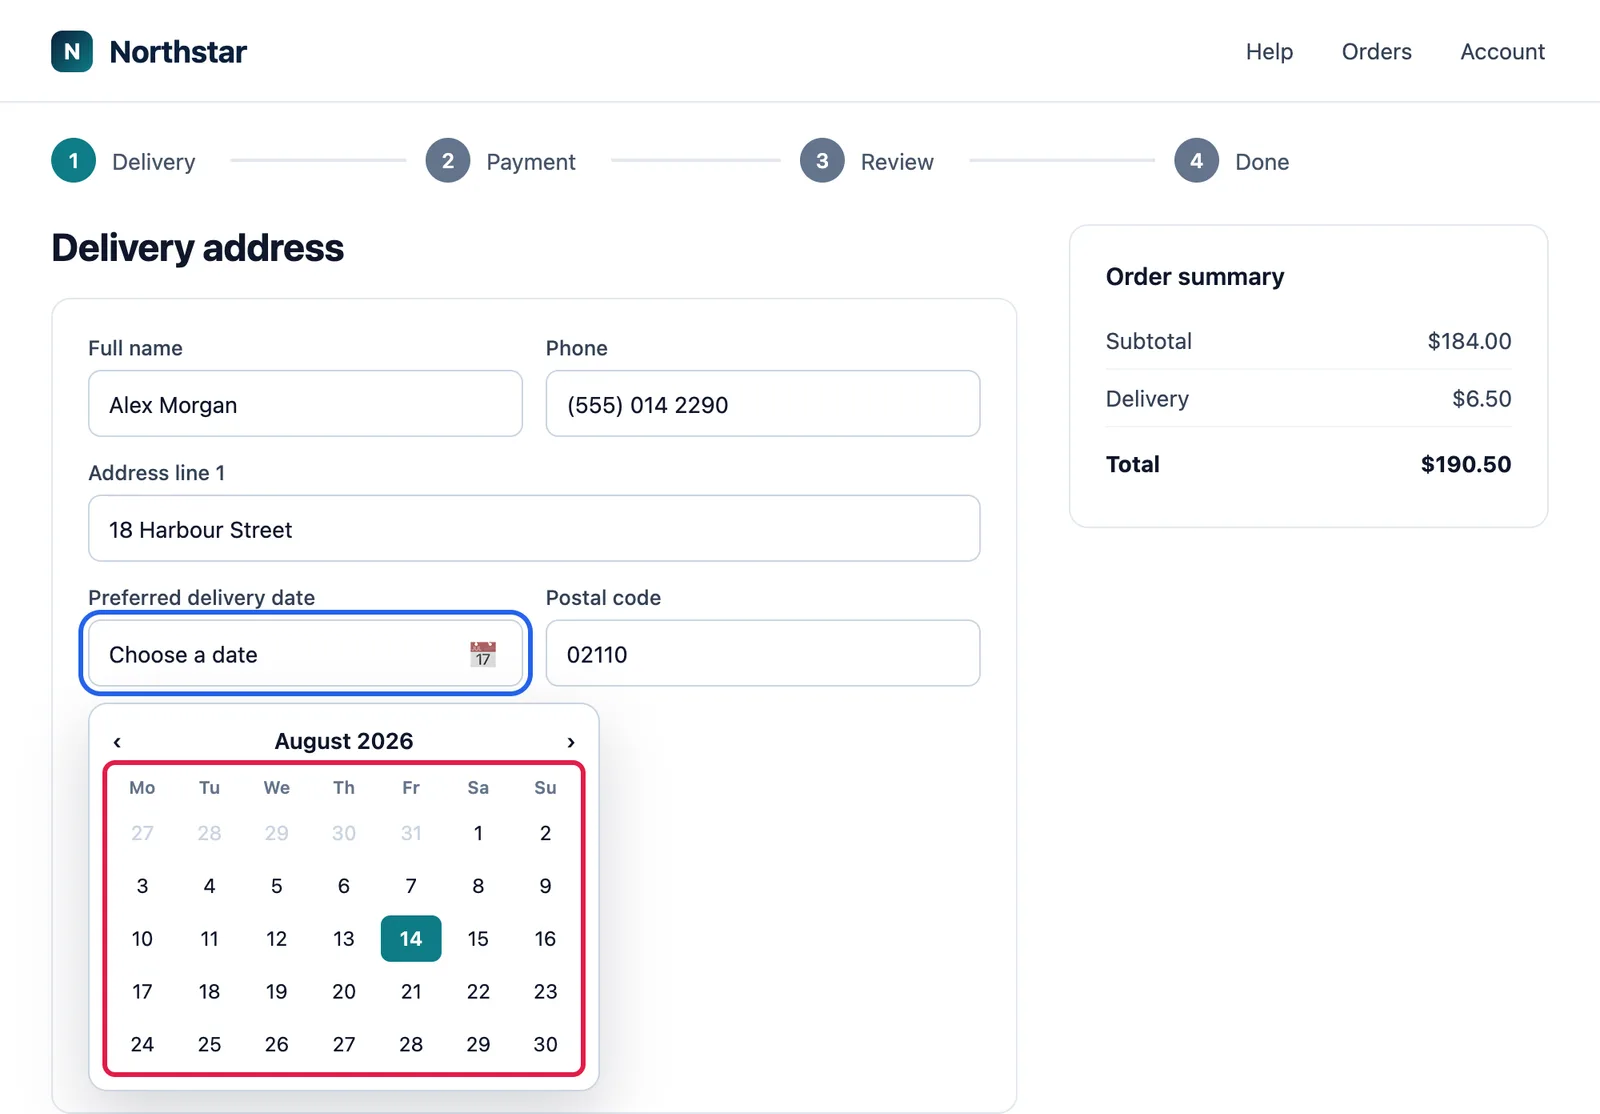 N Northstar
Help Orders Account
1 Delivery 2 Payment 3 Review 4 Done
Delivery address
Full name Phone
Alex Morgan (555) 014 2290
Address line 1
18 Harbour Street
Preferred delivery date Postal code
Choose a date 17 02110
‹ August 2026 ›
Mo Tu We Th Fr Sa Su
27 28 29 30 31 1 2
3 4 5 6 7 8 9
10 11 12 13 14 15 16
17 18 19 20 21 22 23
24 25 26 27 28 29 30
Order summary
Subtotal $184.00
Delivery $6.50
Total $190.50